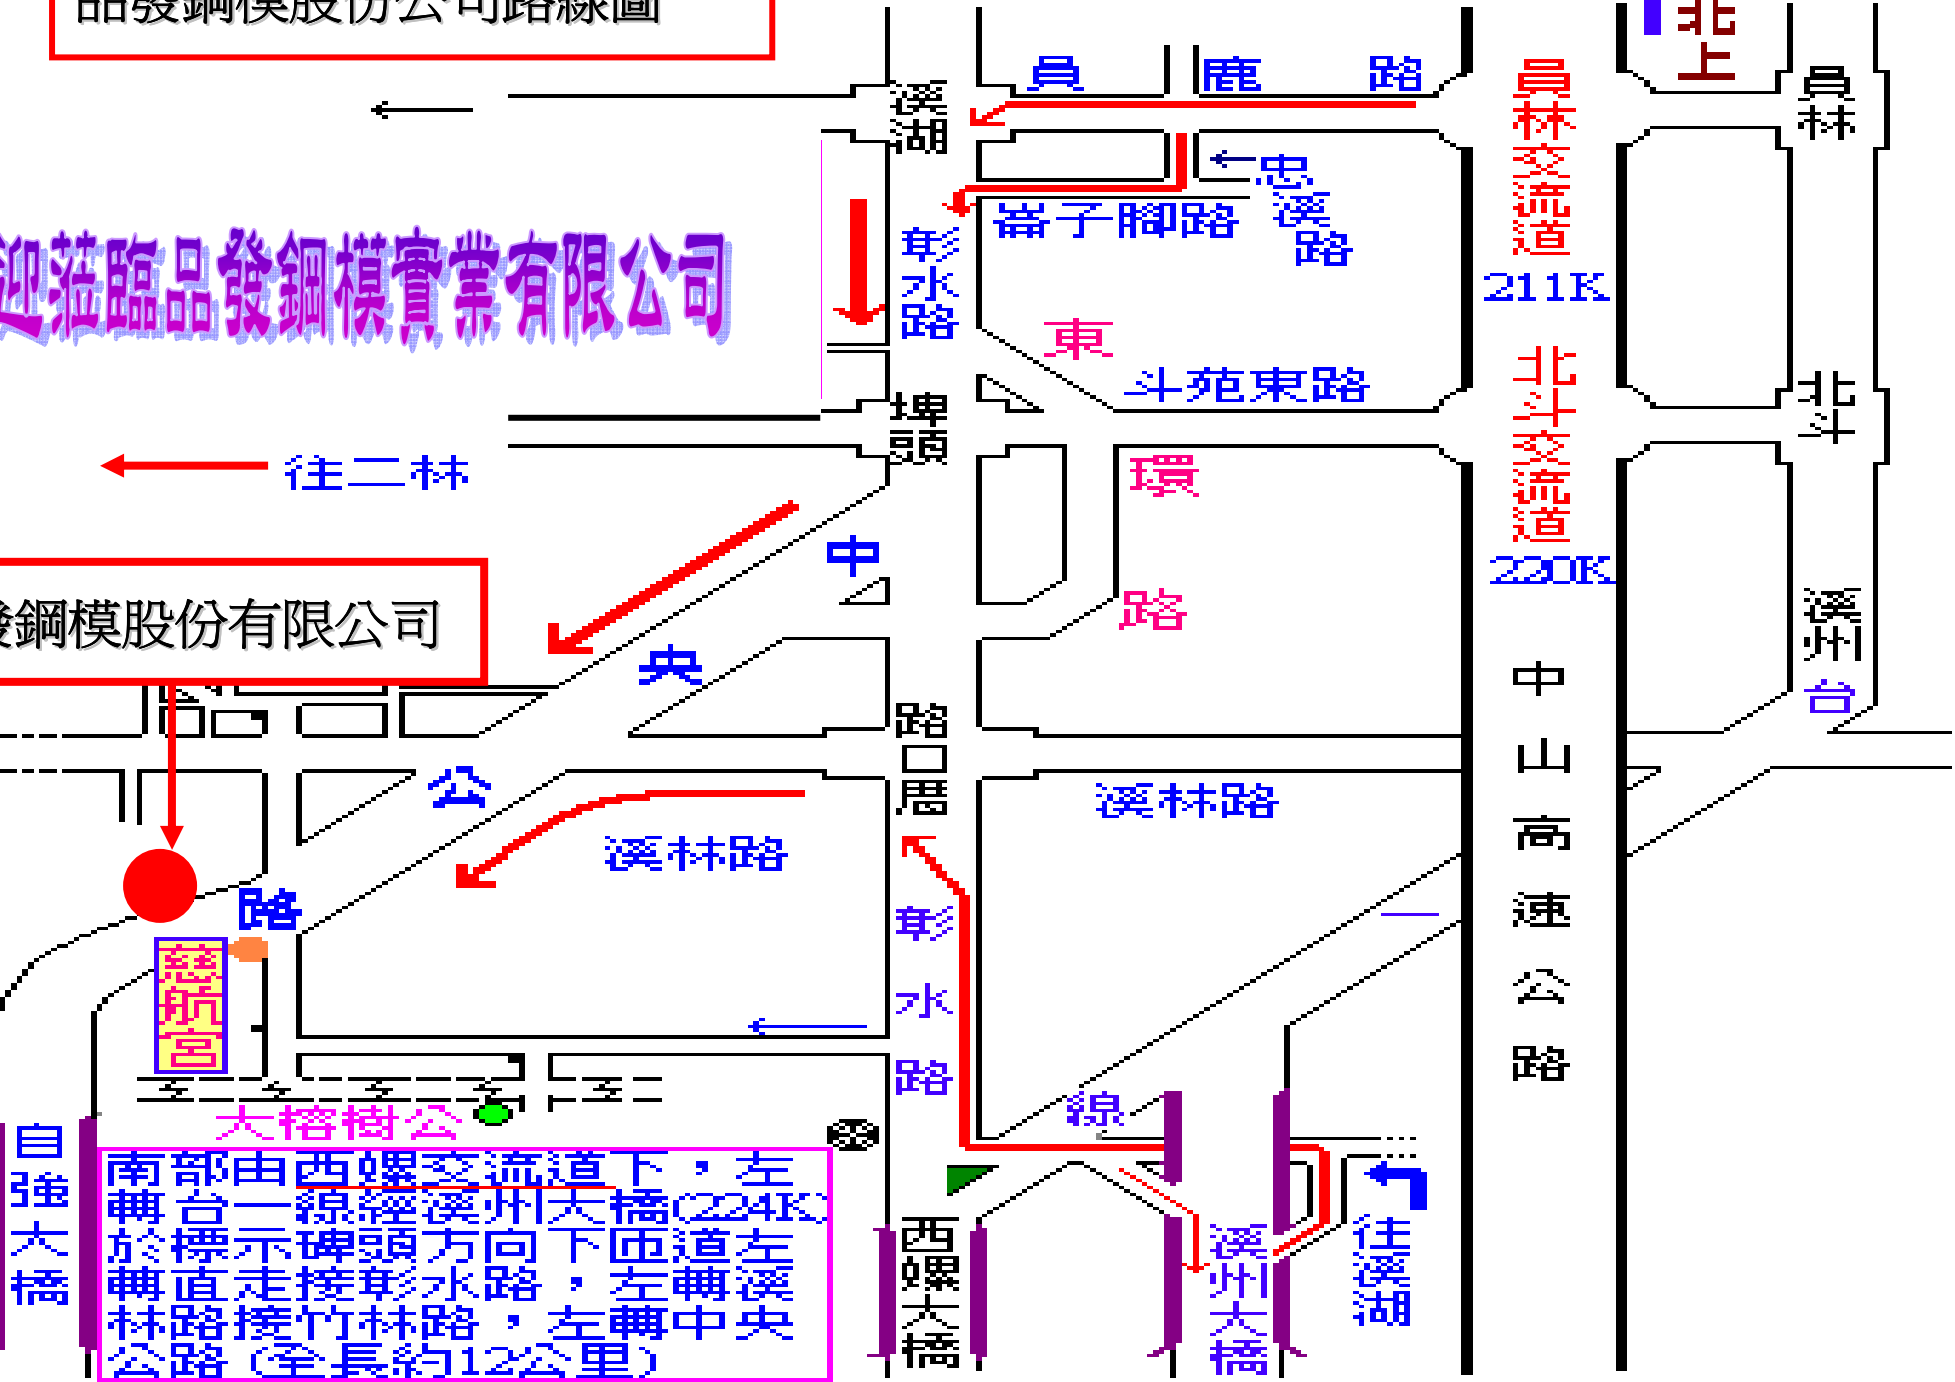 品發鋼模股份公司路線圖
北上
員鹿路
溪湖
員林交流道
211K
員林
忠溪路
崙子腳路
彰水路
迎蒞臨品發鋼模實業有限公司
東
斗苑東路
埤頭
北斗交流道
220K
北斗
往二林
環
路
中
央
公
路
發鋼模股份有限公司
溪州
台
一
線
中山高速公路
路口厝
溪林路
溪林路
彰水路
慈航宮
大榕樹公
自強大橋
西螺大橋
溪州大橋
往溪湖
南部由西螺交流道下，左
轉台一線經溪州大橋(224K)
於標示碑頭方向下匝道左
轉直走接彰水路，左轉溪
林路接竹林路，左轉中央
公路(全長約12公里)